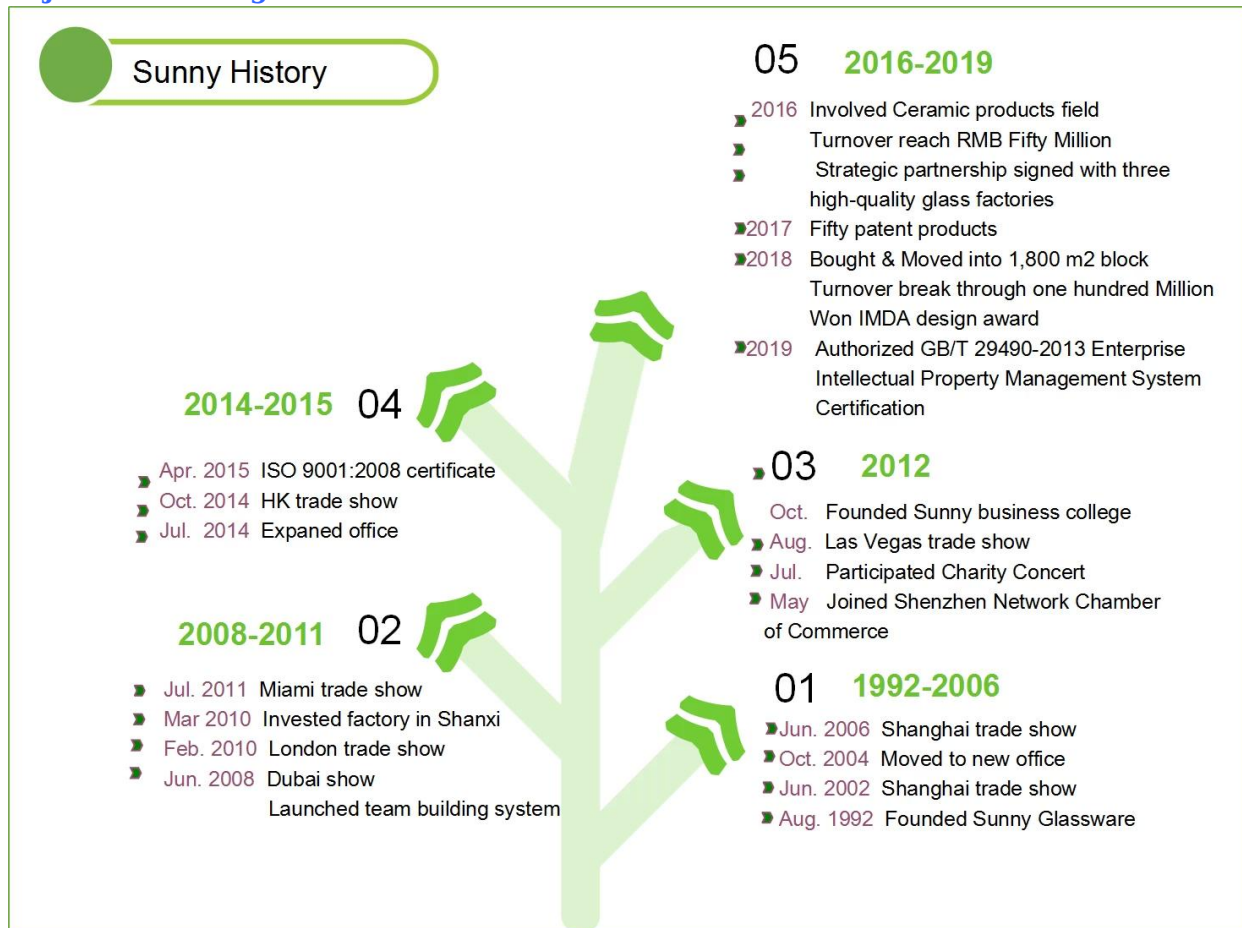 Sunny History
05 2016-2019
2016 Involved Ceramic products field
Turnover reach RMB Fifty Million
Strategic partnership signed with three
high-quality glass factories
2017 Fifty patent products
2018 Bought & Moved into 1,800 m2 block
Turnover break through one hundred Million
Won IMDA design award
2019 Authorized GB/T 29490-2013 Enterprise
Intellectual Property Management System
Certification
2014-2015 04
Apr. 2015 ISO 9001:2008 certificate
Oct. 2014 HK trade show
Jul. 2014 Expaned office
03 2012
Oct. Founded Sunny business college
Aug. Las Vegas trade show
Jul. Participated Charity Concert
May Joined Shenzhen Network Chamber
of Commerce
2008-2011 02
Jul. 2011 Miami trade show
Mar 2010 Invested factory in Shanxi
Feb. 2010 London trade show
Jun. 2008 Dubai show
Launched team building system
01 1992-2006
Jun. 2006 Shanghai trade show
Oct. 2004 Moved to new office
Jun. 2002 Shanghai trade show
Aug. 1992 Founded Sunny Glassware